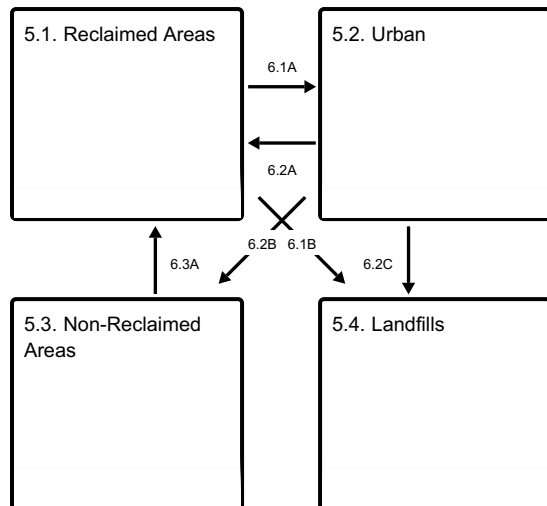 5.1. Reclaimed Areas
5.2. Urban
6.1A
6.2A
6.2B
6.1B
6.3A
6.2C
5.3. Non-Reclaimed
Areas
5.4. Landfills